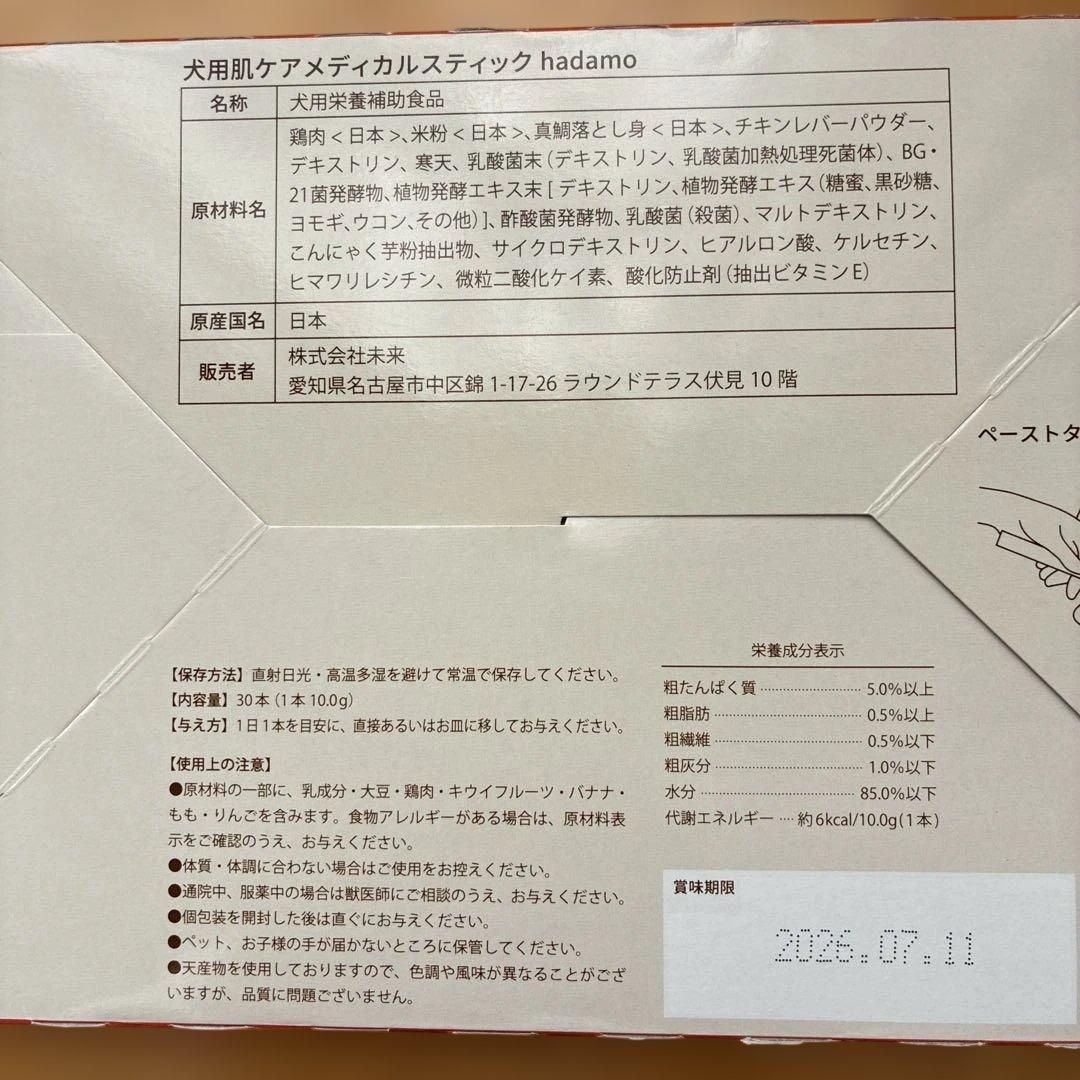 犬用肌ケアメディカルスティック hadamo
名称 犬用栄養補助食品
原材料名
鶏肉＜日本＞、米粉＜日本＞、真鯛落とし身＜日本＞、チキンレバーパウダー、
デキストリン、寒天、乳酸菌末（デキストリン、乳酸菌加熱処理死菌体）、BG・
21菌発酵物、植物発酵エキス末［デキストリン、植物発酵エキス（糖蜜、黒砂糖、
ヨモギ、ウコン、その他）］、酢酸菌発酵物、乳酸菌（殺菌）、マルトデキストリン、
こんにゃく芋粉抽出物、サイクロデキストリン、ヒアルロン酸、ケルセチン、
ヒマワリレシチン、微粒二酸化ケイ素、酸化防止剤（抽出ビタミンE）
原産国名 日本
販売者
株式会社未来
愛知県名古屋市中区錦 1-17-26 ラウンドテラス伏見 10 階
ペーストタ
【保存方法】直射日光・高温多湿を避けて常温で保存してください。
【内容量】30本（1本 10.0g）
【与え方】1日1本を目安に、直接あるいはお皿に移してお与えください。
【使用上の注意】
●原材料の一部に、乳成分・大豆・鶏肉・キウイフルーツ・バナナ・
もも・りんごを含みます。食物アレルギーがある場合は、原材料表
示をご確認のうえ、お与えください。
●体質・体調に合わない場合はご使用をお控えください。
●通院中、服薬中の場合は獣医師にご相談のうえ、お与えください。
●個包装を開封した後は直ぐにお与えください。
●ペット、お子様の手が届かないところに保管してください。
●天産物を使用しておりますので、色調や風味が異なることがござ
いますが、品質に問題ございません。
栄養成分表示
粗たんぱく質 ………………… 5.0%以上
粗脂肪 ………………… 0.5%以上
粗繊維 ………………… 0.5%以下
粗灰分 ………………… 1.0%以下
水分 ………………… 85.0%以下
代謝エネルギー … 約6kcal/10.0g(1本)
賞味期限
2026.07.11